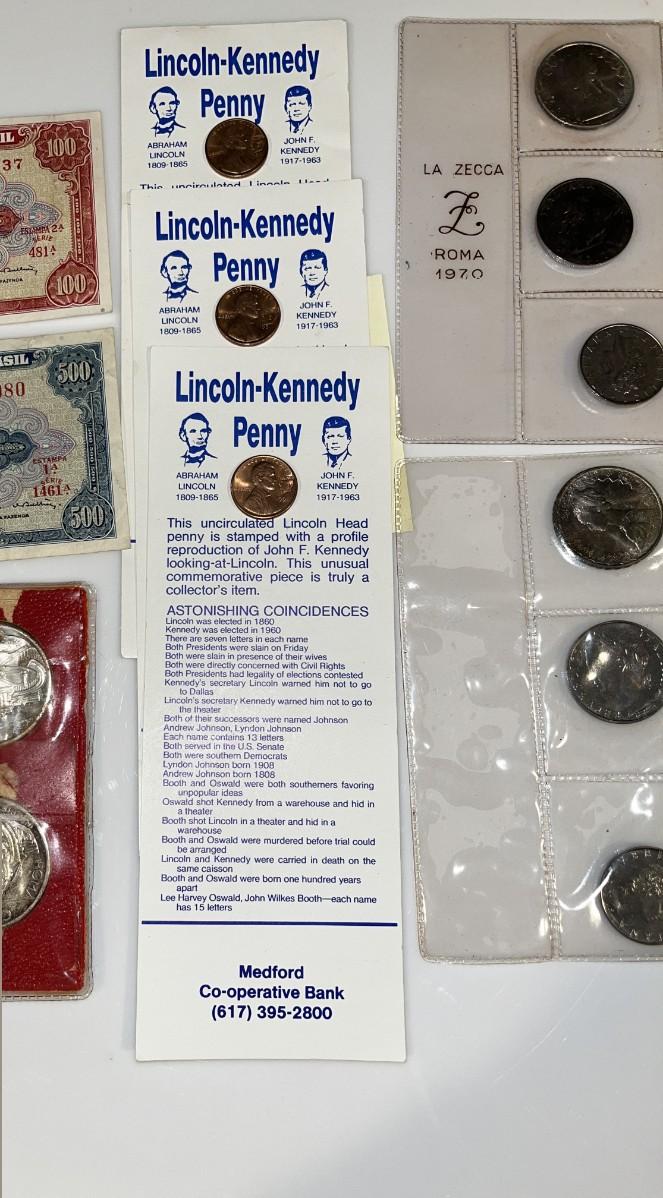 IL
100
37
ESTAMPA 2ª
SÉRIE
481ª
100
SIL
500
080
ESTAMPA
1ª
SÉRIE
1461ª
500
Lincoln-Kennedy
Penny
ABRAHAM
LINCOLN
1809-1865
JOHN F.
KENNEDY
1917-1963
This uncirculated Lincoln Head
Lincoln-Kennedy
Penny
ABRAHAM
LINCOLN
1809-1865
JOHN F.
KENNEDY
1917-1963
Lincoln-Kennedy
Penny
ABRAHAM
LINCOLN
1809-1865
JOHN F.
KENNEDY
1917-1963
This uncirculated Lincoln Head
penny is stamped with a profile
reproduction of John F. Kennedy
looking-at-Lincoln. This unusual
commemorative piece is truly a
collector's item.
ASTONISHING COINCIDENCES
Lincoln was elected in 1860
Kennedy was elected in 1960
There are seven letters in each name
Both Presidents were slain on Friday
Both were slain in presence of their wives
Both were directly concerned with Civil Rights
Both Presidents had legality of elections contested
Kennedy's secretary Lincoln warned him not to go
to Dallas
Lincoln's secretary Kennedy warned him not to go to
the theater
Both of their successors were named Johnson
Andrew Johnson, Lyndon Johnson
Each name contains 13 letters
Both served in the U.S. Senate
Both were southern Democrats
Lyndon Johnson born 1908
Andrew Johnson born 1808
Booth and Oswald were both southerners favoring
unpopular ideas
Oswald shot Kennedy from a warehouse and hid in
a theater
Booth shot Lincoln in a theater and hid in a
warehouse
Booth and Oswald were murdered before trial could
be arranged
Lincoln and Kennedy were carried in death on the
same caisson
Booth and Oswald were born one hundred years
apart
Lee Harvey Oswald, John Wilkes Booth—each name
has 15 letters
Medford
Co-operative Bank
(617) 395-2800
LA ZECCA
Z
ROMA
1970